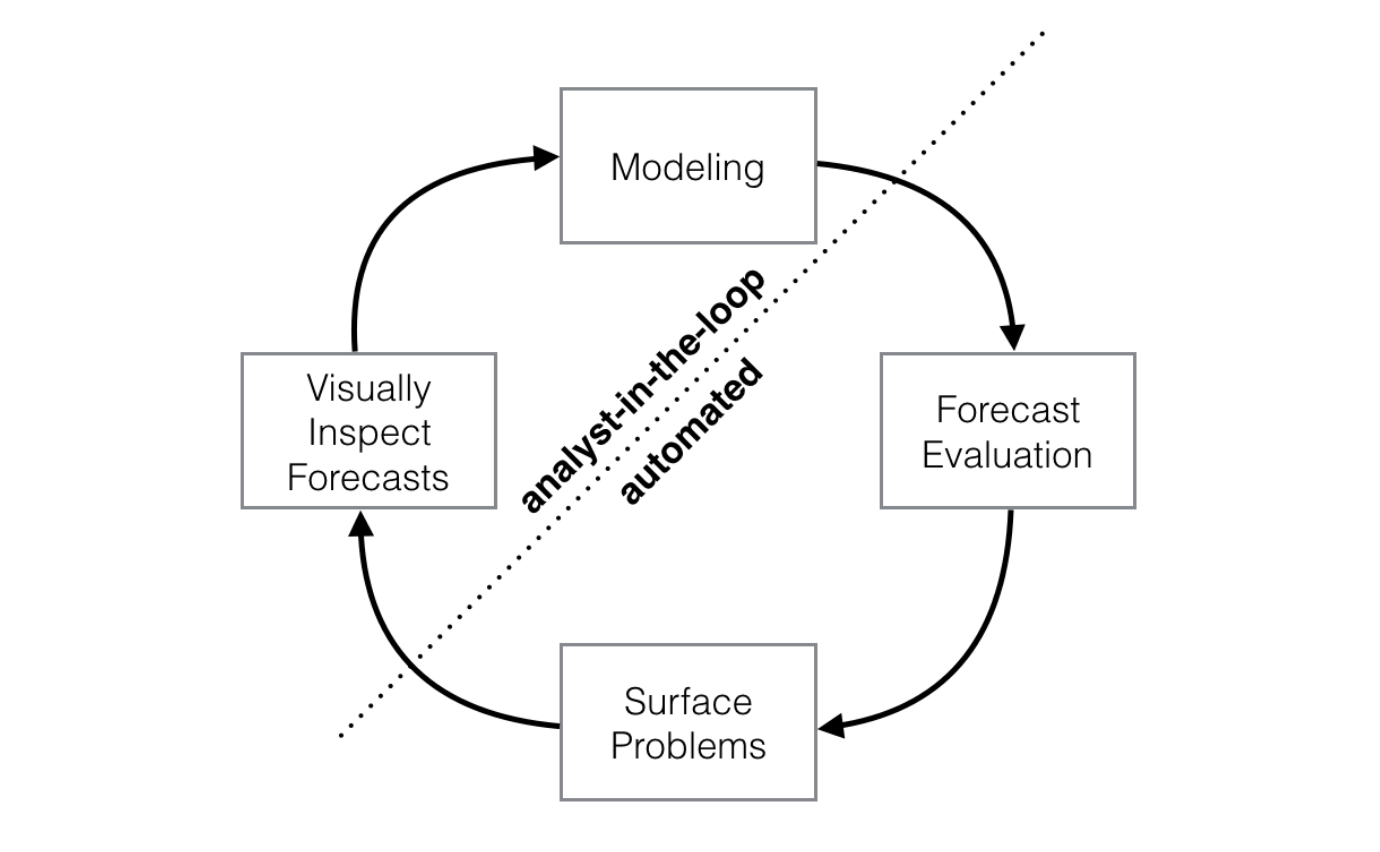 Modeling
analyst-in-the-loop
automated
Visually
Inspect
Forecasts
Forecast
Evaluation
Surface
Problems